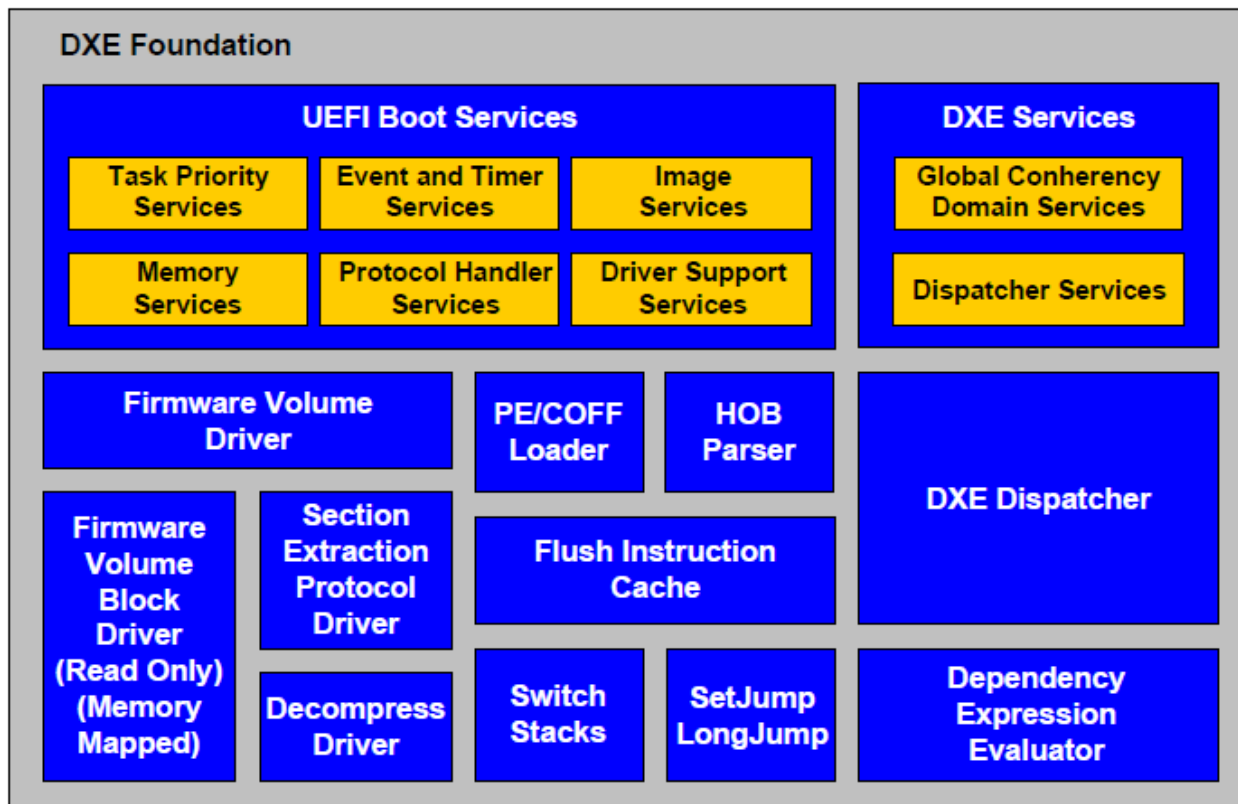 DXE Foundation
UEFI Boot Services
Task Priority
Services
Event and Timer
Services
Image
Services
Memory
Services
Protocol Handler
Services
Driver Support
Services
DXE Services
Global Conherency
Domain Services
Dispatcher Services
Firmware Volume
Driver
PE/COFF
Loader
HOB
Parser
DXE Dispatcher
Firmware
Volume
Block
Driver
(Read Only)
(Memory
Mapped)
Section
Extraction
Protocol
Driver
Flush Instruction
Cache
Decompress
Driver
Switch
Stacks
SetJump
LongJump
Dependency
Expression
Evaluator